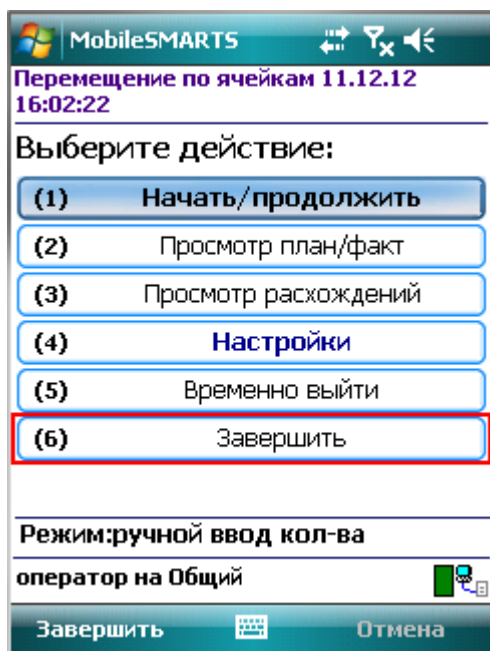 MobileSMARTS
Перемещение по ячейкам 11.12.12
16:02:22
Выберите действие:
(1) Начать/продолжить
(2) Просмотр план/факт
(3) Просмотр расхождений
(4) Настройки
(5) Временно выйти
(6) Завершить
Режим:ручной ввод кол-ва
оператор на Общий
Завершить Отмена